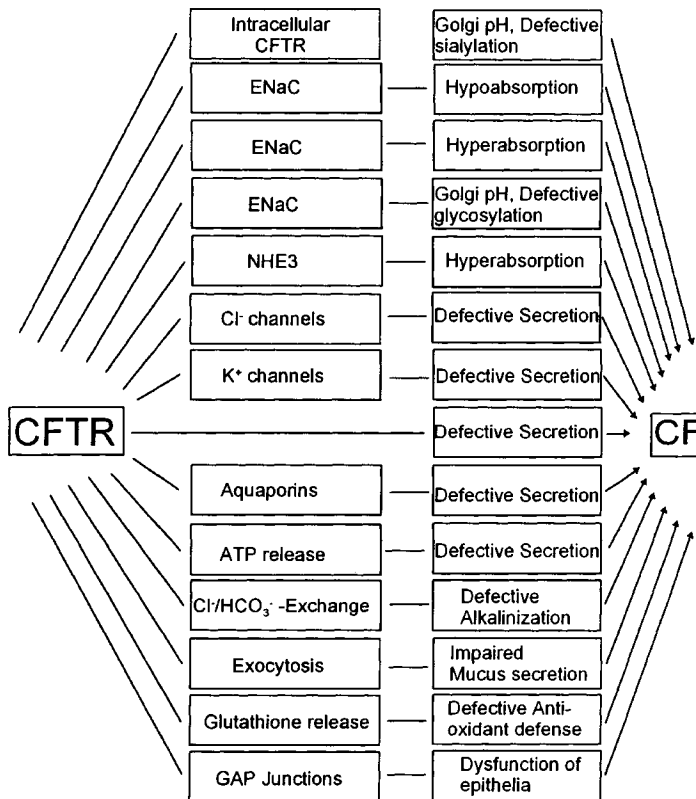 Intracellular
CFTR
Golgi pH, Defective
sialylation
ENaC
Hypoabsorption
ENaC
Hyperabsorption
ENaC
Golgi pH, Defective
glycosylation
NHE3
Hyperabsorption
Cl⁻ channels
Defective Secretion
K⁺ channels
Defective Secretion
CFTR
Defective Secretion
CF
Aquaporins
Defective Secretion
ATP release
Defective Secretion
Cl⁻/HCO₃⁻ -Exchange
Defective
Alkalinization
Exocytosis
Impaired
Mucus secretion
Glutathione release
Defective Anti-
oxidant defense
GAP Junctions
Dysfunction of
epithelia